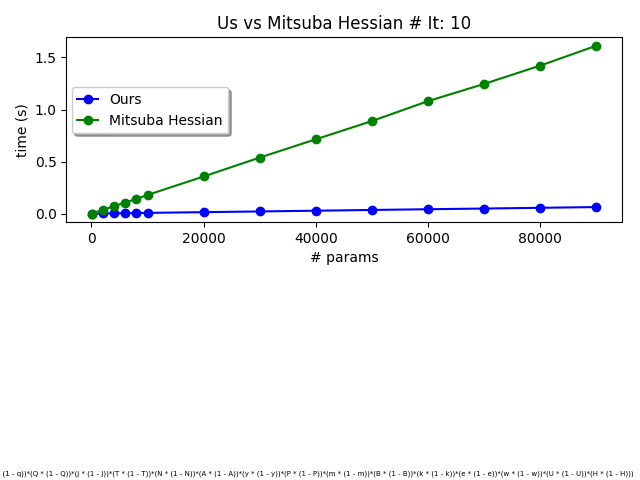 Us vs Mitsuba Hessian # It: 10
1.5
1.0
0.5
0.0
time (s)
Ours
Mitsuba Hessian
0 20000 40000 60000 80000
# params
(1 - q))*(Q * (1 - Q))*(J * (1 - J))*(T * (1 - T))*(N * (1 - N))*(A * (1 - A))*(y * (1 - y))*(P * (1 - P))*(m * (1 - m))*(B * (1 - B))*(k * (1 - k))*(e * (1 - e))*(w * (1 - w))*(U * (1 - U))*(H * (1 - H)))